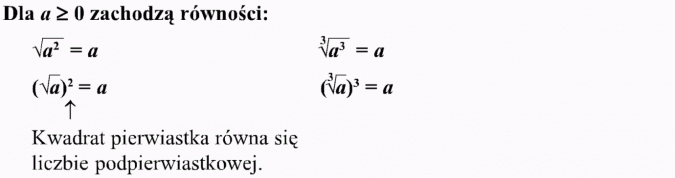 Dla a ≥ 0 zachodzą równości:
√a² = a    ∛a³ = a
(√a)² = a    (∛a)³ = a
↑
Kwadrat pierwiastka równa się
liczbie podpierwiastkowej.